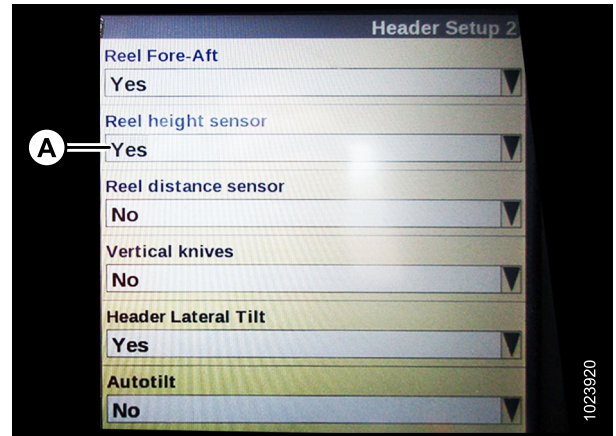 Header Setup 2
Reel Fore-Aft
Yes
Reel height sensor
A
Yes
Reel distance sensor
No
Vertical knives
No
Header Lateral Tilt
Yes
Autotilt
No
1023920